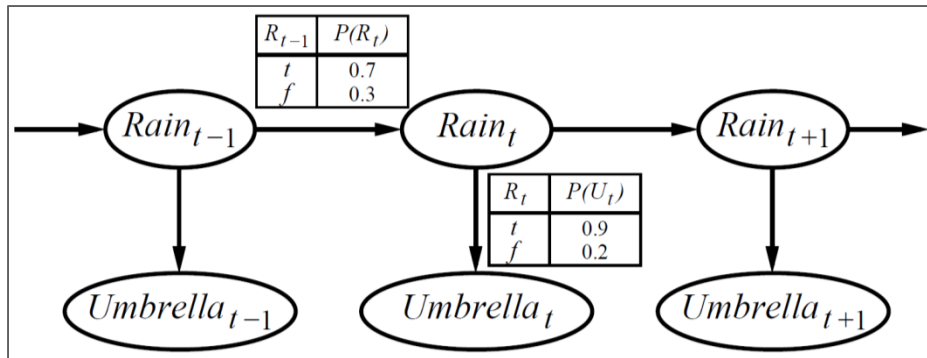 R_{t-1} P(R_t)
t 0.7
f 0.3
Rain_{t-1} Rain_t Rain_{t+1}
R_t P(U_t)
t 0.9
f 0.2
Umbrella_{t-1} Umbrella_t Umbrella_{t+1}